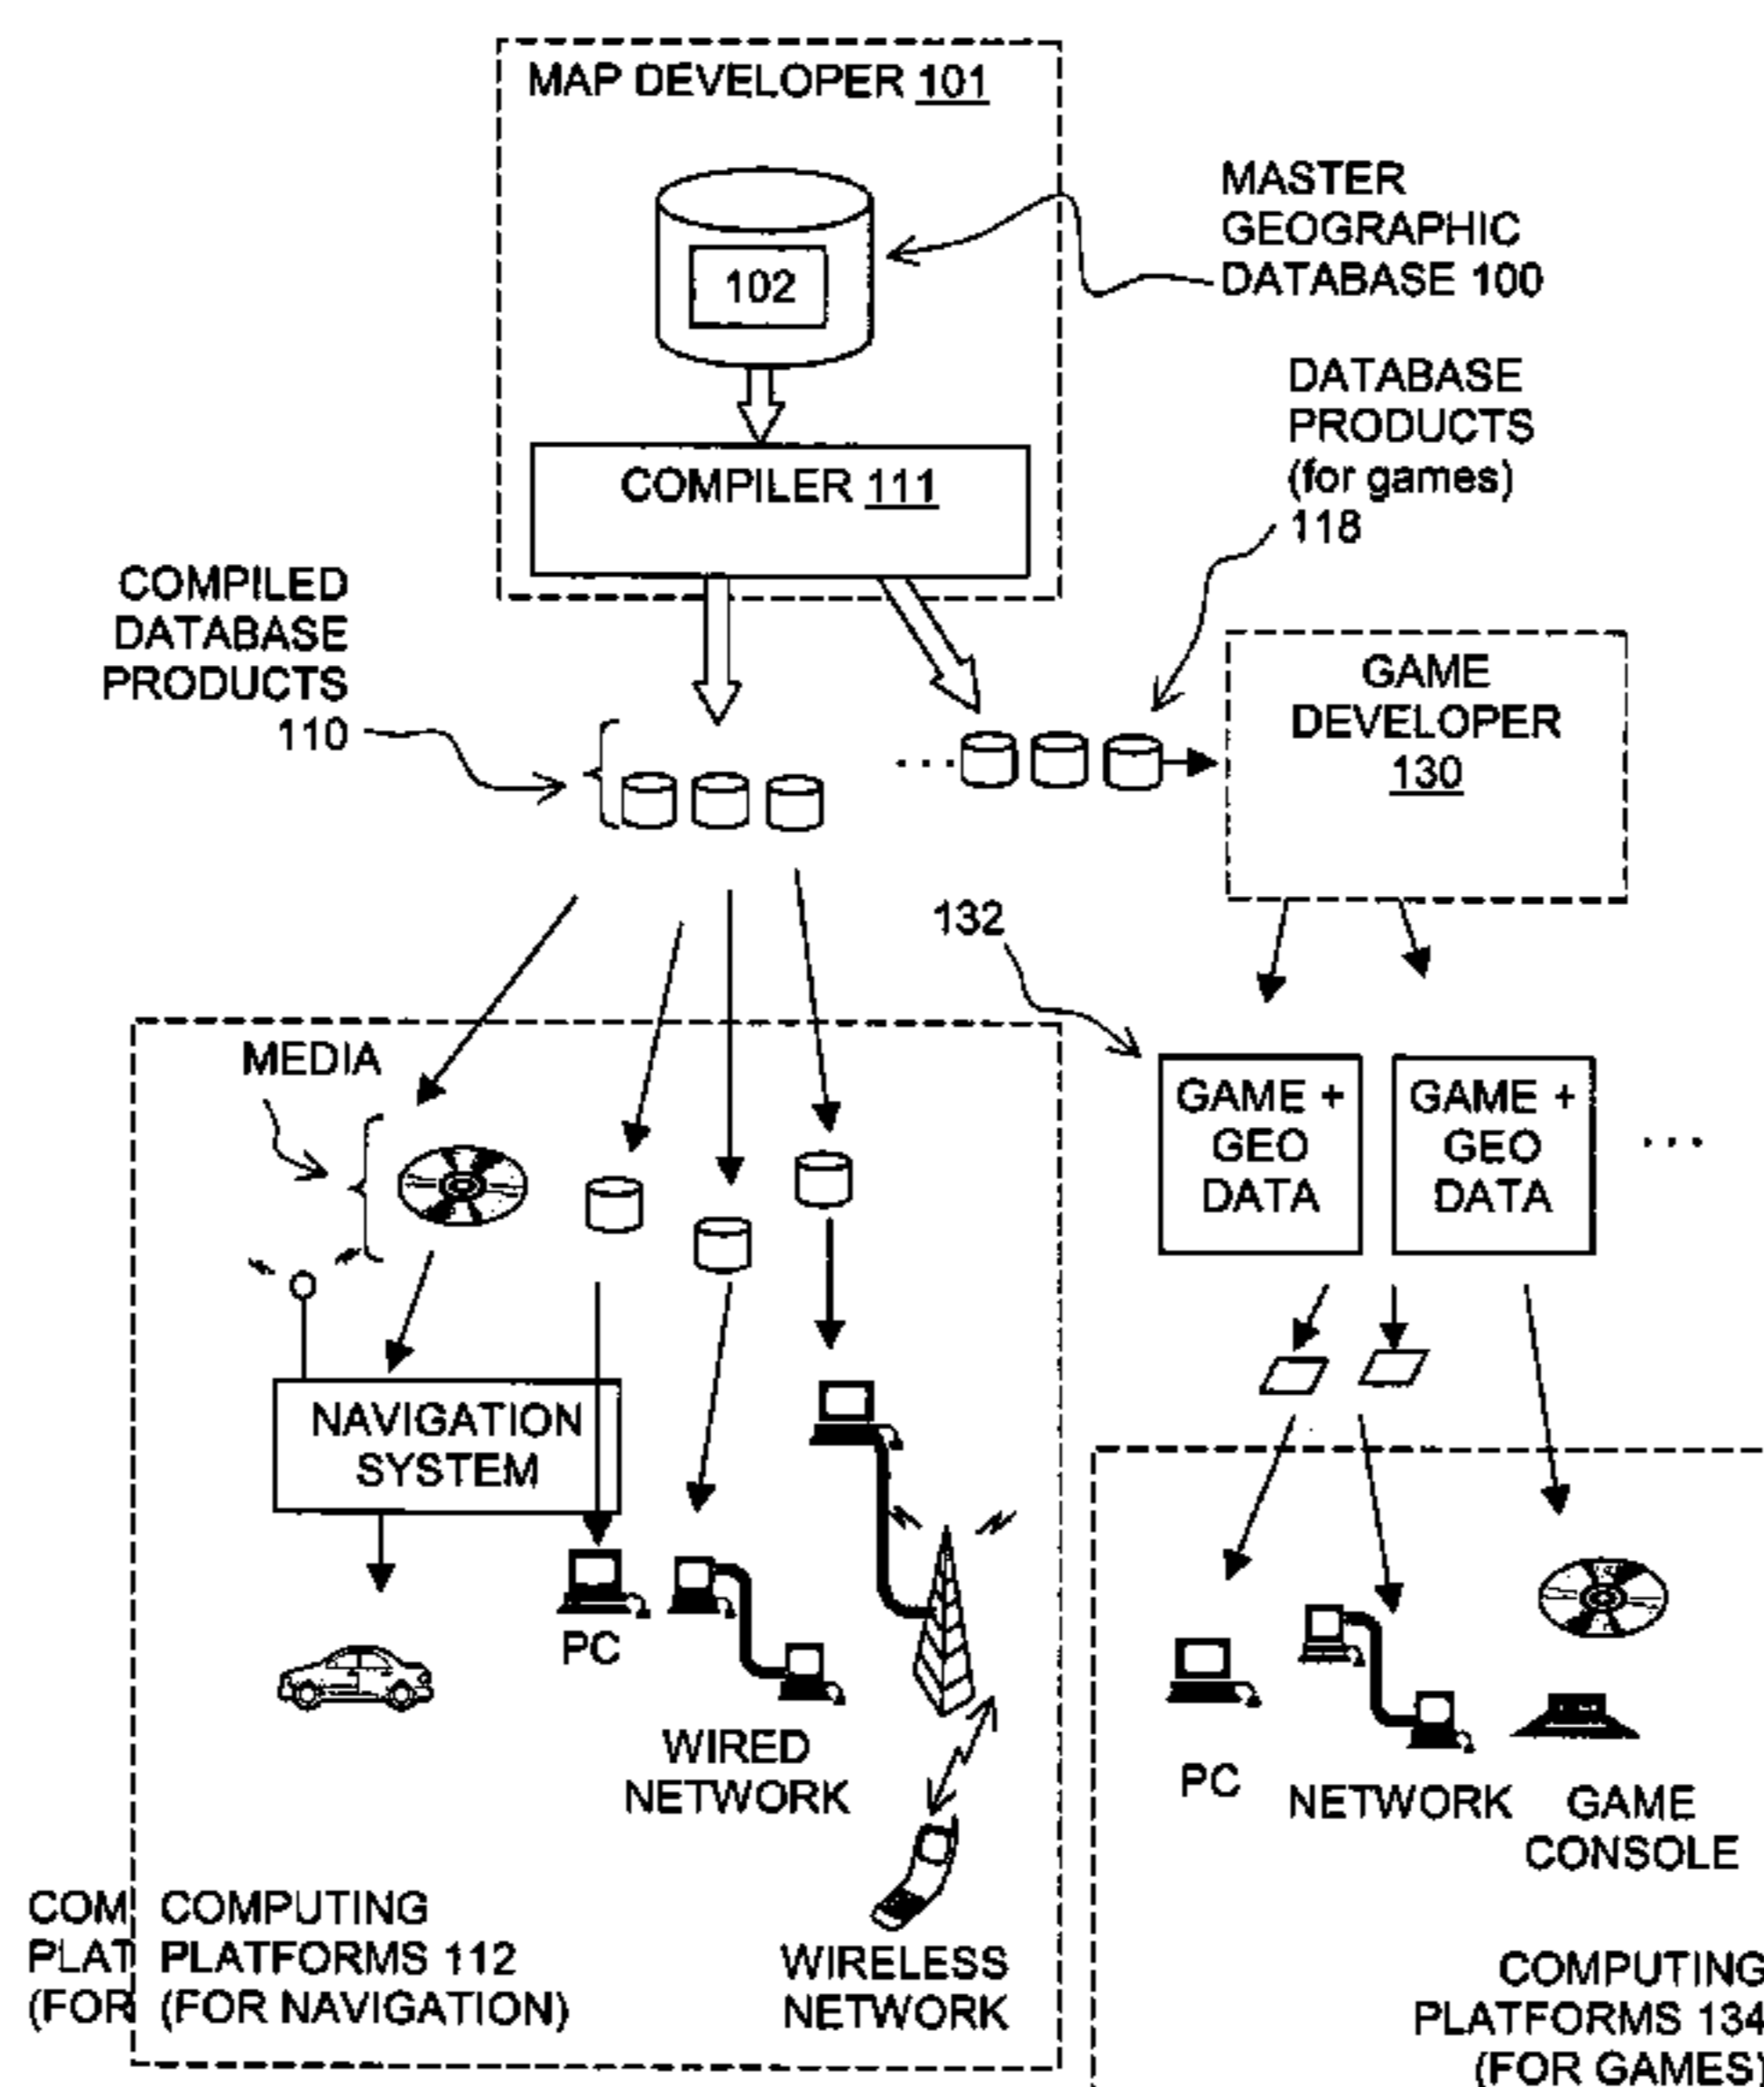 MAP DEVELOPER 101
MASTER
GEOGRAPHIC
DATABASE 100
102
DATABASE
PRODUCTS
(for games)
118
COMPILER 111
COMPILED
DATABASE
PRODUCTS
110
GAME
DEVELOPER
130
...
132
MEDIA
GAME +
GEO
DATA
GAME +
GEO
DATA
...
NAVIGATION
SYSTEM
PC
WIRED
NETWORK
PC
NETWORK
GAME
CONSOLE
COM
PLAT
(FOR
COMPUTING
PLATFORMS 112
(FOR NAVIGATION)
WIRELESS
NETWORK
COMPUTING
PLATFORMS 134
(FOR GAMES)